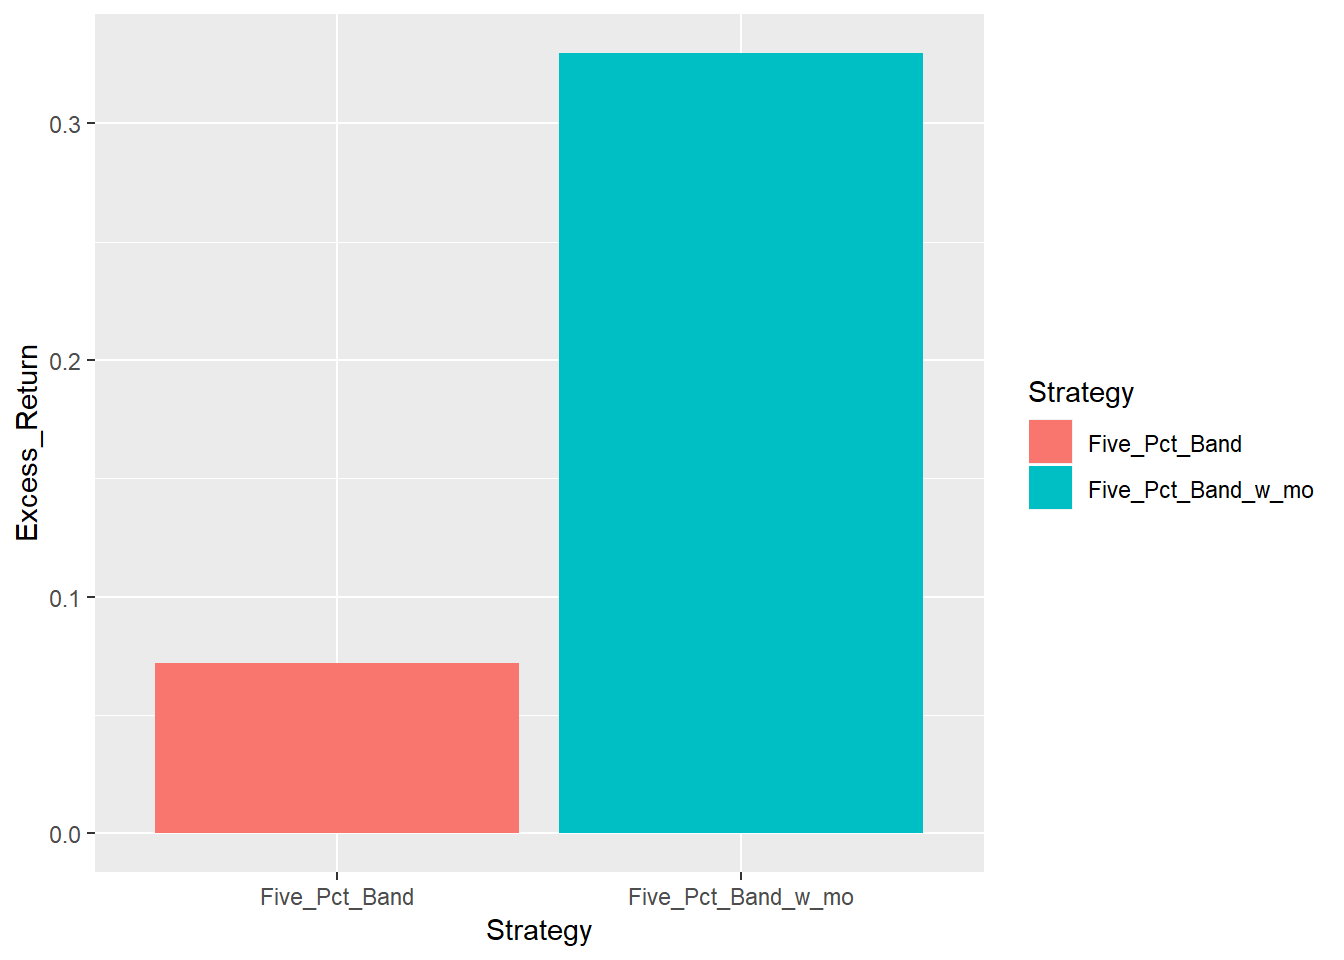 Excess_Return
0.3
0.2
0.1
0.0
Five_Pct_Band
Five_Pct_Band_w_mo
Strategy
Strategy
Five_Pct_Band
Five_Pct_Band_w_mo